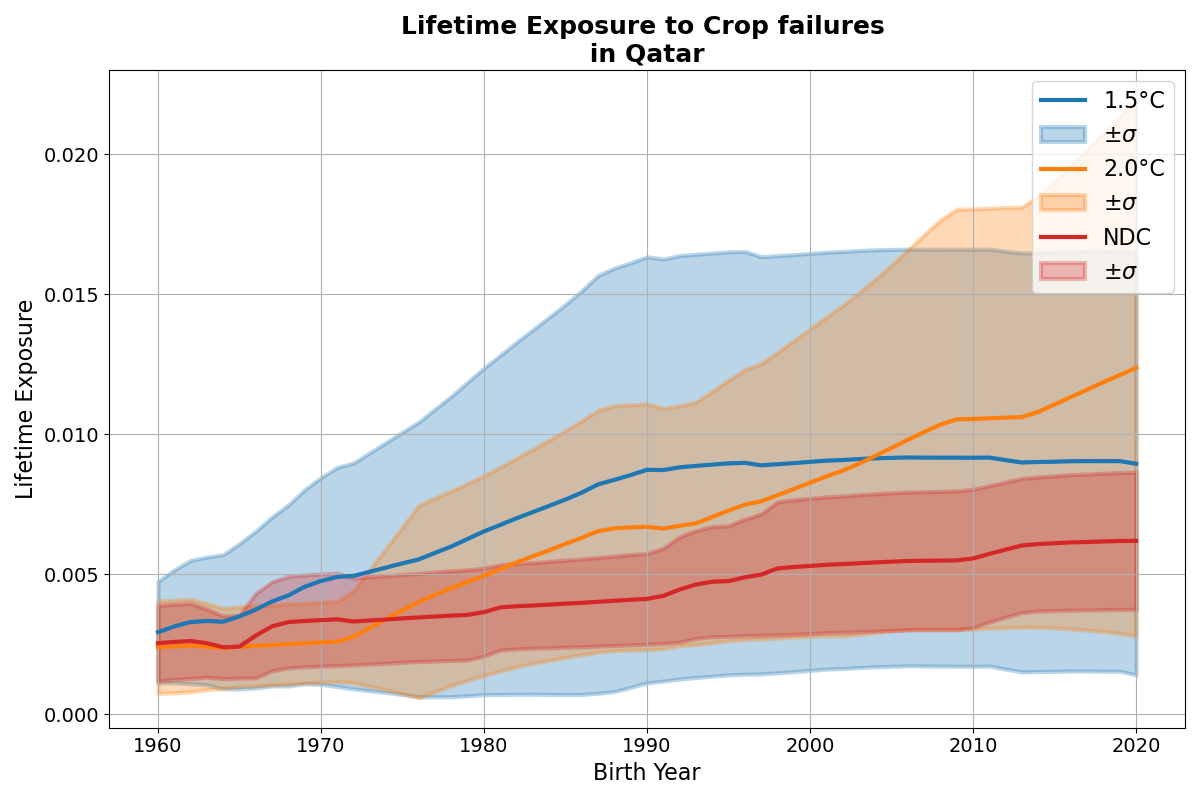 Lifetime Exposure to Crop failures
in Qatar
1.5°C
±σ
2.0°C
±σ
NDC
±σ
Lifetime Exposure
0.020
0.015
0.010
0.005
0.000
1960 1970 1980 1990 2000 2010 2020
Birth Year